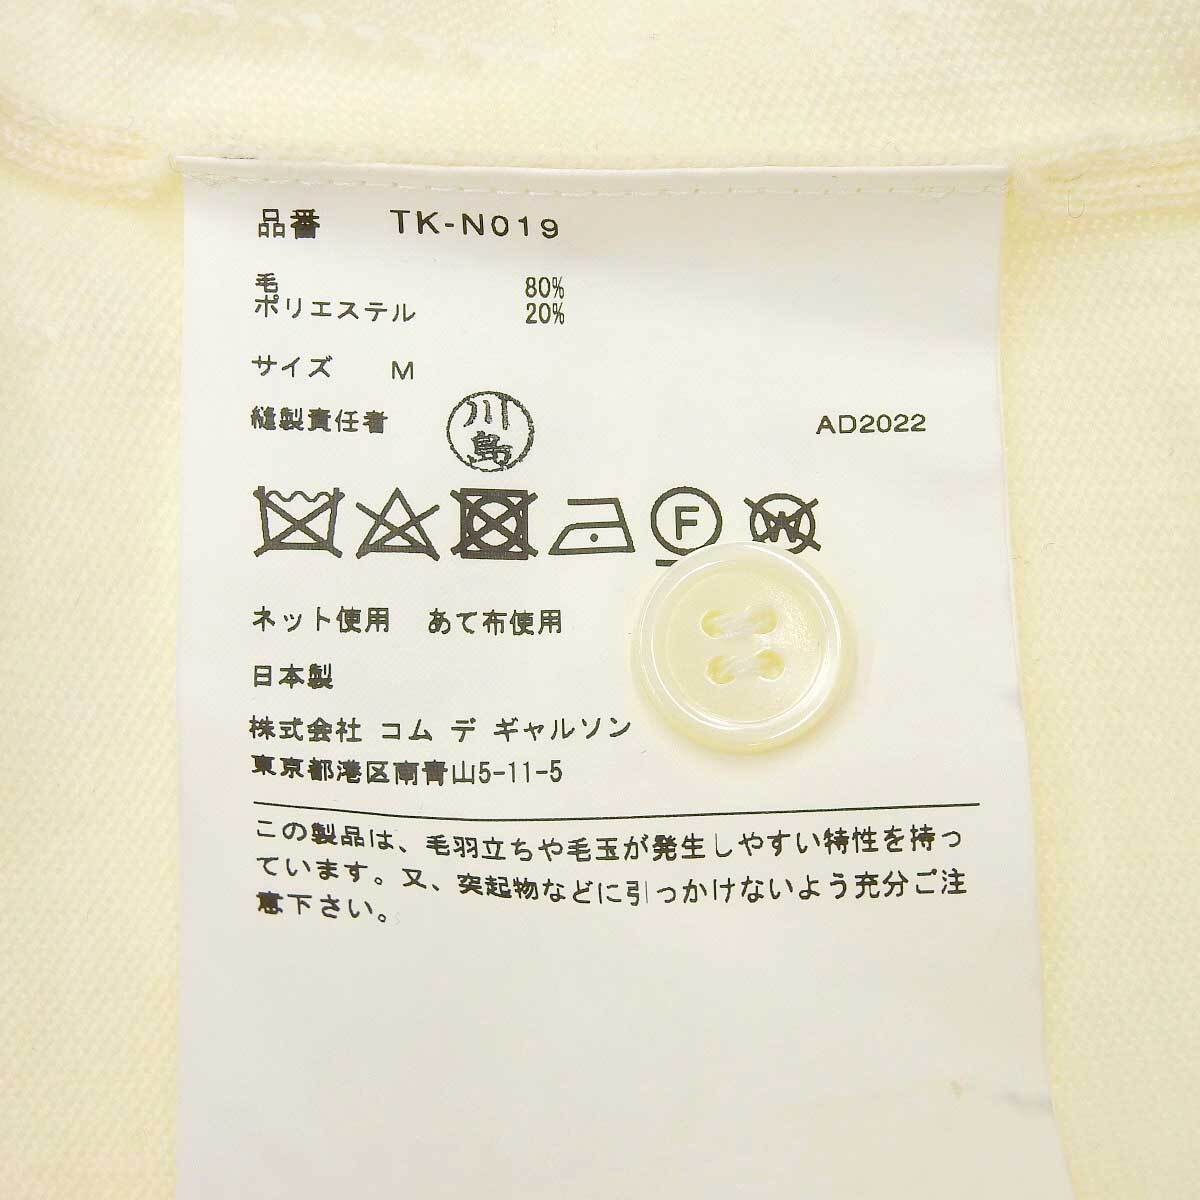 品番 TK-N019
毛 80%
ポリエステル 20%
サイズ M
縫製責任者 川島 AD2022
F W
ネット使用 あて布使用
日本製
株式会社 コム デ ギャルソン
東京都港区南青山5-11-5
この製品は、毛羽立ちや毛玉が発生しやすい特性を持っ
ています。又、突起物などに引っかけないよう充分ご注
意下さい。